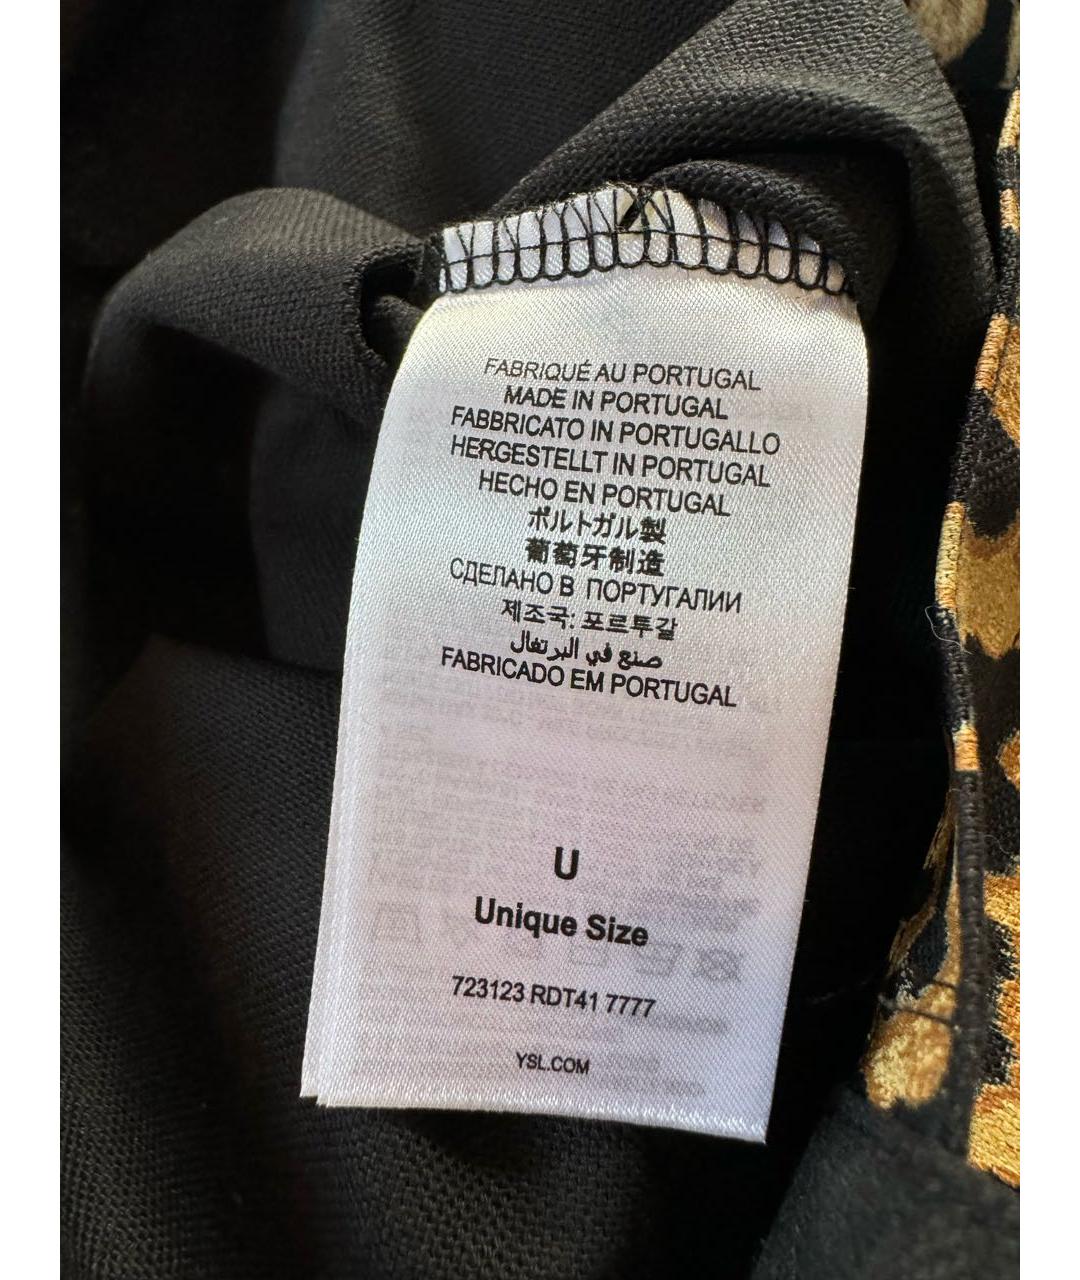 FABRIQUÉ AU PORTUGAL
MADE IN PORTUGAL
FABBRICATO IN PORTUGALLO
HERGESTELLT IN PORTUGAL
HECHO EN PORTUGAL
ポルトガル製
葡萄牙制造
СДЕЛАНО В ПОРТУГАЛИИ
제조국: 포르투갈
صنع في البرتغال
FABRICADO EM PORTUGAL
U
Unique Size
723123 RDT41 7777
YSL.COM